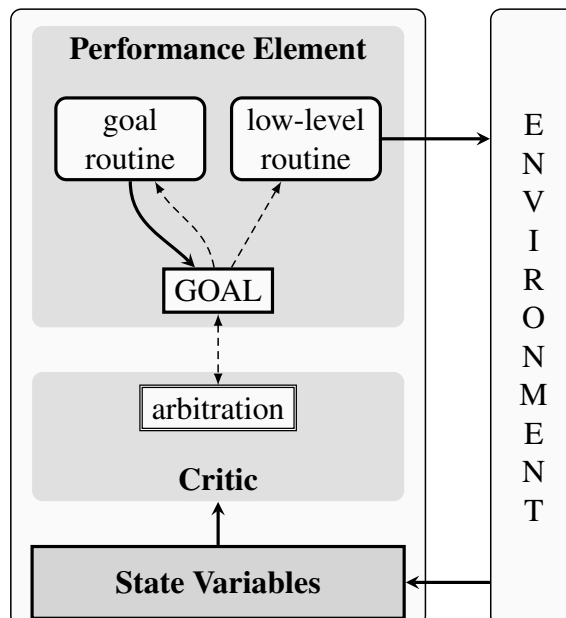 Performance Element
goal
routine
low-level
routine
GOAL
arbitration
Critic
State Variables
E
N
V
I
R
O
N
M
E
N
T